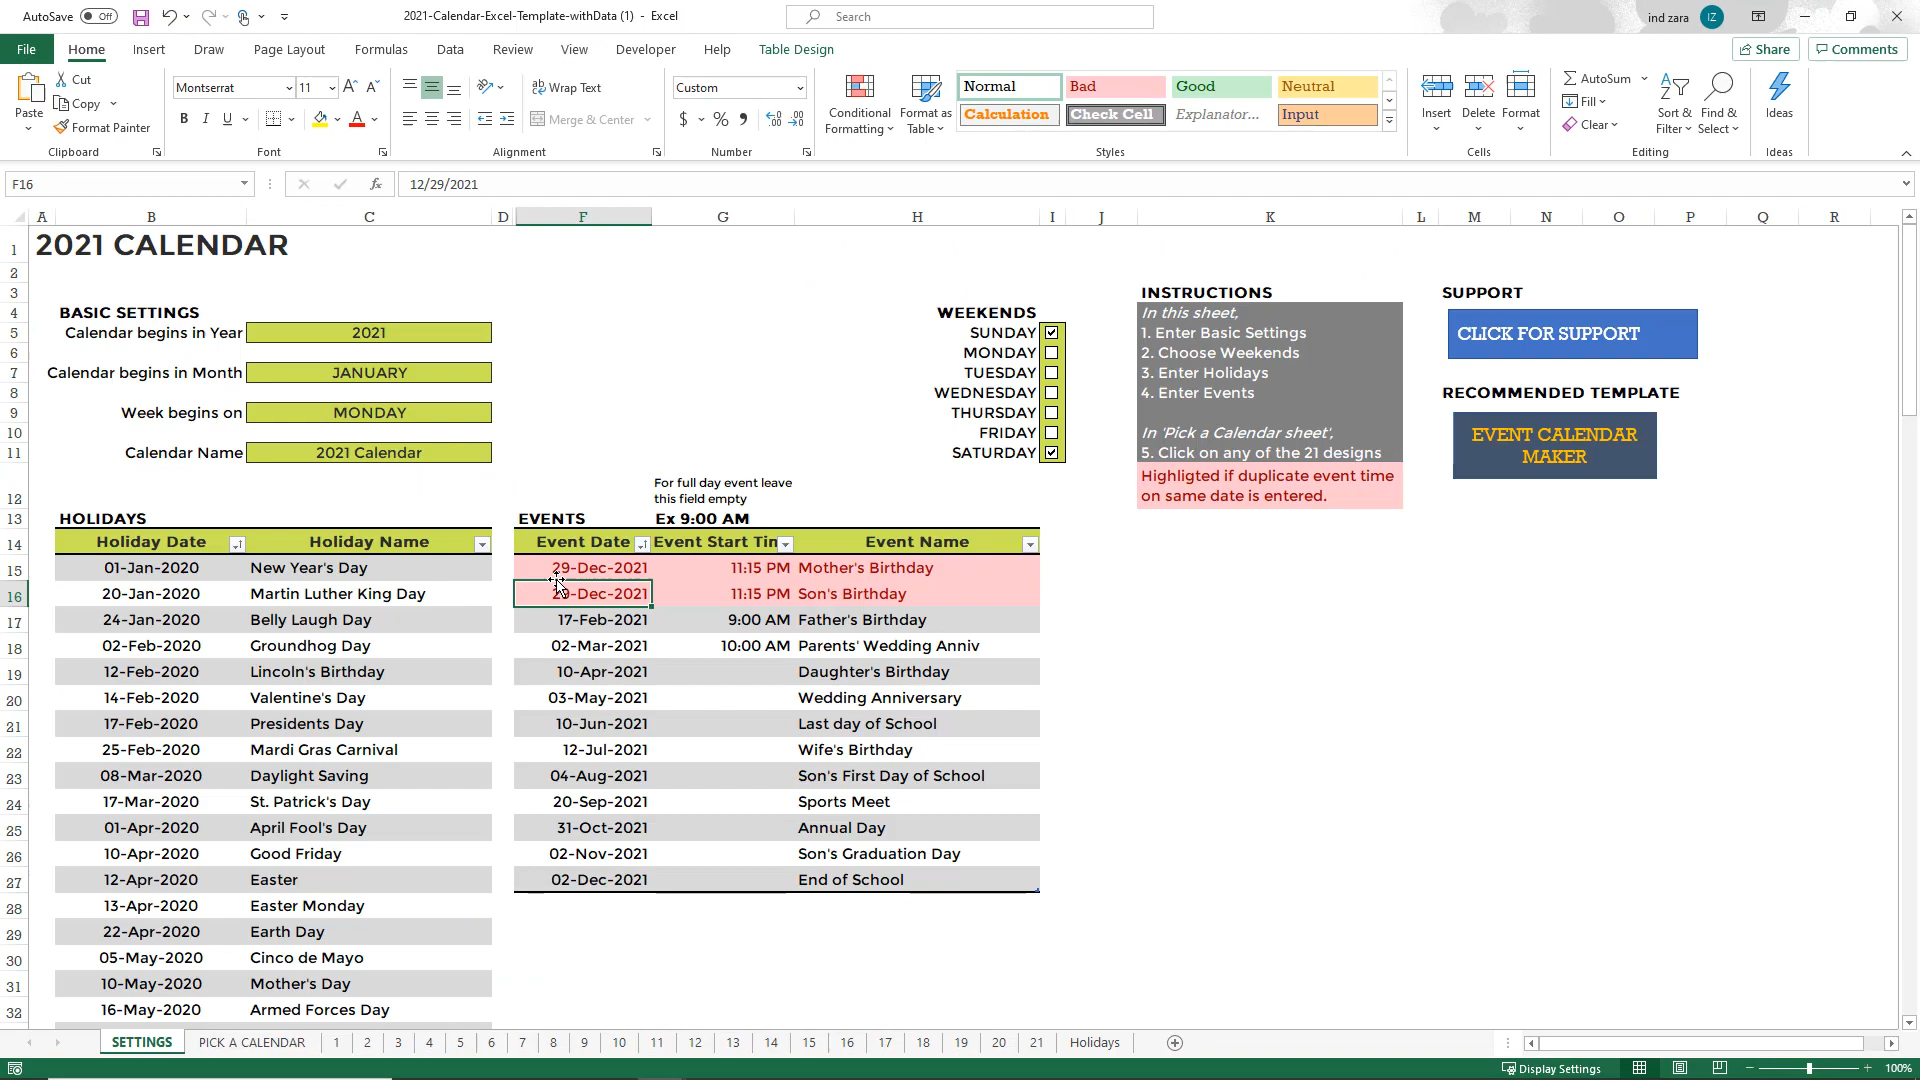 AutoSave Off 2021-Calendar-Excel-Template-withData (1) - Excel Search ind zara IZ
File Home Insert Draw Page Layout Formulas Data Review View Developer Help Table Design Share Comments
Paste
Cut
Copy
Format Painter
Clipboard
Montserrat 11
B I U
Font
Wrap Text
Merge & Center
Alignment
Custom
$ % 9
Number
Conditional Formatting
Format as Table
Normal Bad Good Neutral
Calculation Check Cell Explanator... Input
Styles
Insert Delete Format
Cells
AutoSum
Fill
Clear
Sort & Filter
Find & Select
Editing
Ideas
Ideas
F16 fx 12/29/2021
A B C D F G H I J K L M N O P Q R
1 2021 CALENDAR
2
3 INSTRUCTIONS SUPPORT
4 BASIC SETTINGS WEEKENDS In this sheet,
5 Calendar begins in Year 2021 SUNDAY 1. Enter Basic Settings CLICK FOR SUPPORT
6 MONDAY 2. Choose Weekends
7 Calendar begins in Month JANUARY TUESDAY 3. Enter Holidays
8 WEDNESDAY 4. Enter Events RECOMMENDED TEMPLATE
9 Week begins on MONDAY THURSDAY
10 FRIDAY In 'Pick a Calendar sheet',
11 Calendar Name 2021 Calendar SATURDAY 5. Click on any of the 21 designs
EVENT CALENDAR
MAKER
For full day event leave Highligted if duplicate event time
12 this field empty on same date is entered.
13 HOLIDAYS EVENTS Ex 9:00 AM
14 Holiday Date Holiday Name Event Date Event Start Tin Event Name
15 01-Jan-2020 New Year's Day 29-Dec-2021 11:15 PM Mother's Birthday
16 20-Jan-2020 Martin Luther King Day -Dec-2021 11:15 PM Son's Birthday
17 24-Jan-2020 Belly Laugh Day 17-Feb-2021 9:00 AM Father's Birthday
18 02-Feb-2020 Groundhog Day 02-Mar-2021 10:00 AM Parents' Wedding Anniv
19 12-Feb-2020 Lincoln's Birthday 10-Apr-2021 Daughter's Birthday
20 14-Feb-2020 Valentine's Day 03-May-2021 Wedding Anniversary
21 17-Feb-2020 Presidents Day 10-Jun-2021 Last day of School
22 25-Feb-2020 Mardi Gras Carnival 12-Jul-2021 Wife's Birthday
23 08-Mar-2020 Daylight Saving 04-Aug-2021 Son's First Day of School
24 17-Mar-2020 St. Patrick's Day 20-Sep-2021 Sports Meet
25 01-Apr-2020 April Fool's Day 31-Oct-2021 Annual Day
26 10-Apr-2020 Good Friday 02-Nov-2021 Son's Graduation Day
27 12-Apr-2020 Easter 02-Dec-2021 End of School
28 13-Apr-2020 Easter Monday
29 22-Apr-2020 Earth Day
30 05-May-2020 Cinco de Mayo
31 10-May-2020 Mother's Day
32 16-May-2020 Armed Forces Day
SETTINGS PICK A CALENDAR 1 2 3 4 5 6 7 8 9 10 11 12 13 14 15 16 17 18 19 20 21 Holidays
Display Settings 100%